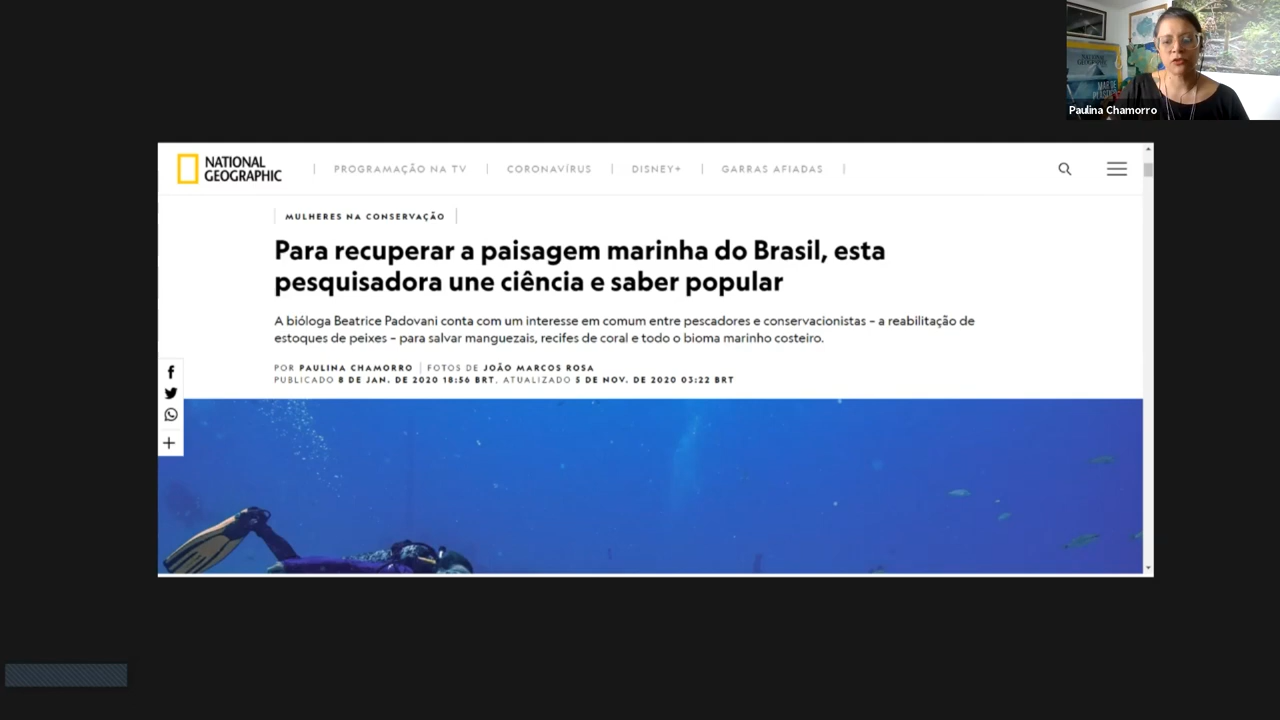 Paulina Chamorro
NATIONAL
GEOGRAPHIC
PROGRAMAÇÃO NA TV
CORONAVÍRUS
DISNEY+
GARRAS AFIADAS
MULHERES NA CONSERVAÇÃO
Para recuperar a paisagem marinha do Brasil, esta
pesquisadora une ciência e saber popular
A bióloga Beatrice Padovani conta com um interesse em comum entre pescadores e conservacionistas – a reabilitação de
estoques de peixes – para salvar manguezais, recifes de coral e todo o bioma marinho costeiro.
POR PAULINA CHAMORRO | FOTOS DE JOÃO MARCOS ROSA
PUBLICADO 8 DE JAN. DE 2020 18:56 BRT, ATUALIZADO 5 DE NOV. DE 2020 03:22 BRT